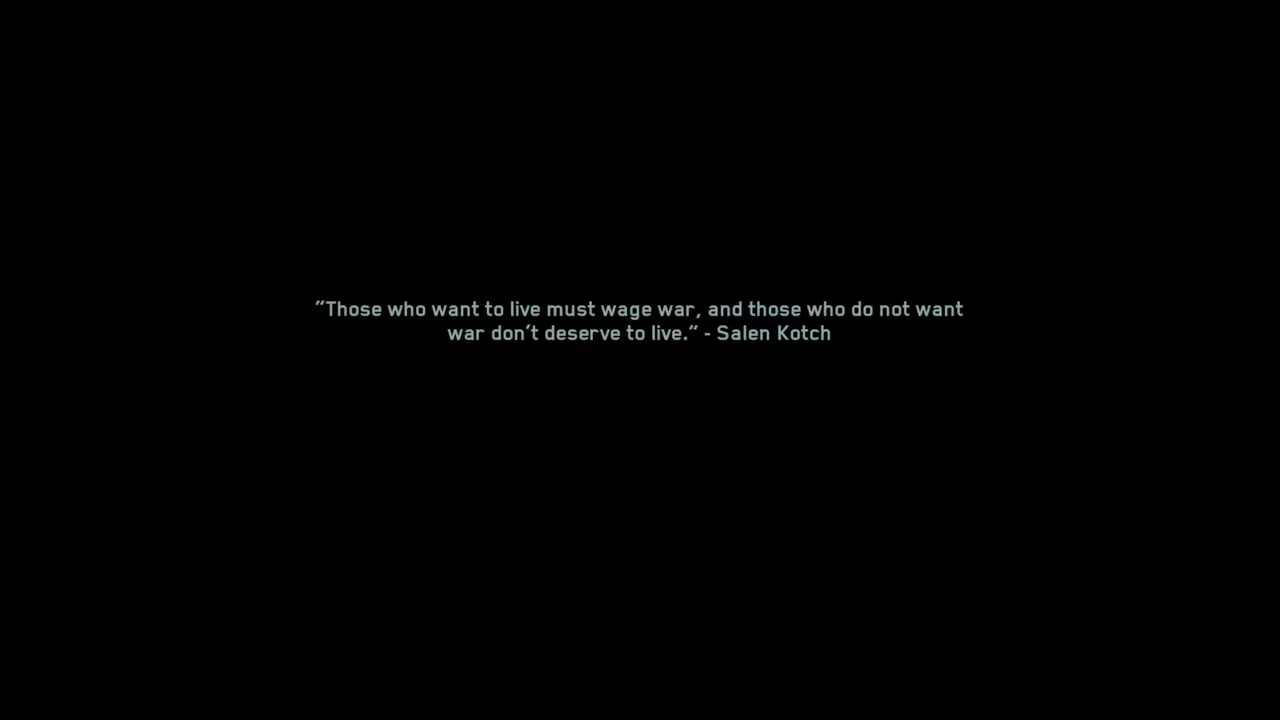 "Those who want to live must wage war, and those who do not want
war don't deserve to live." - Salen Kotch